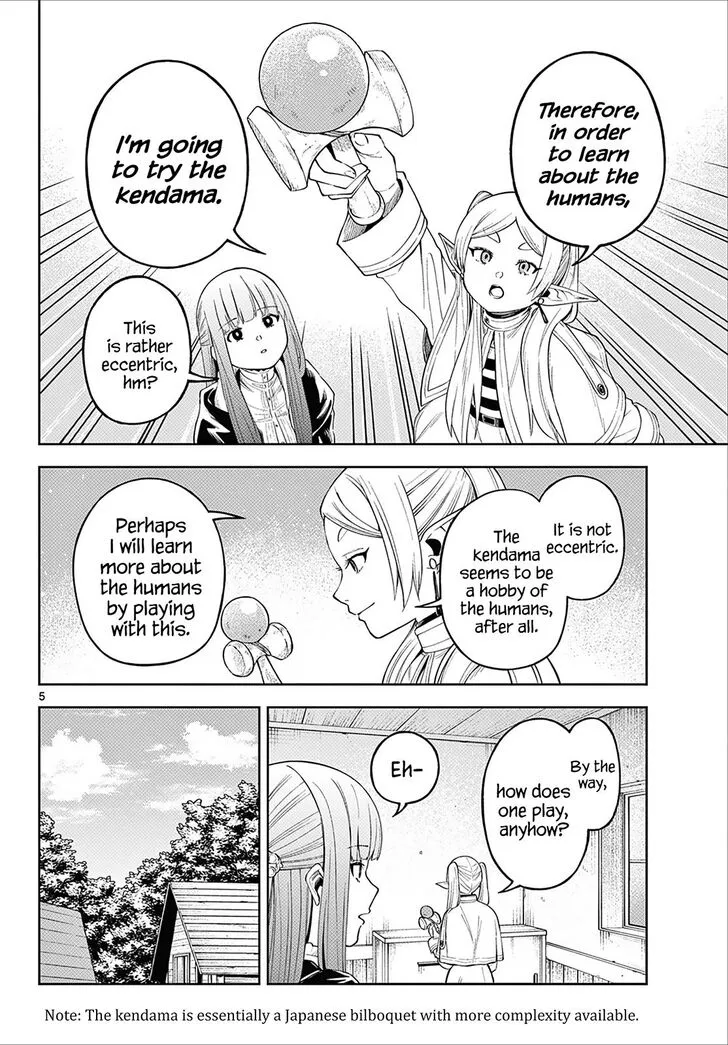 Therefore,
in order
to learn
about the
humans,
I'm going
to try the
kendama.
This
is rather
eccentric,
hm?
It is not
eccentric.
The
kendama
seems to be
a hobby of
the humans,
after all.
Perhaps
I will learn
more about
the humans
by playing
with this.
5
By the
way,
how does
one play,
anyhow?
Eh-
Note: The kendama is essentially a Japanese bilboquet with more complexity available.